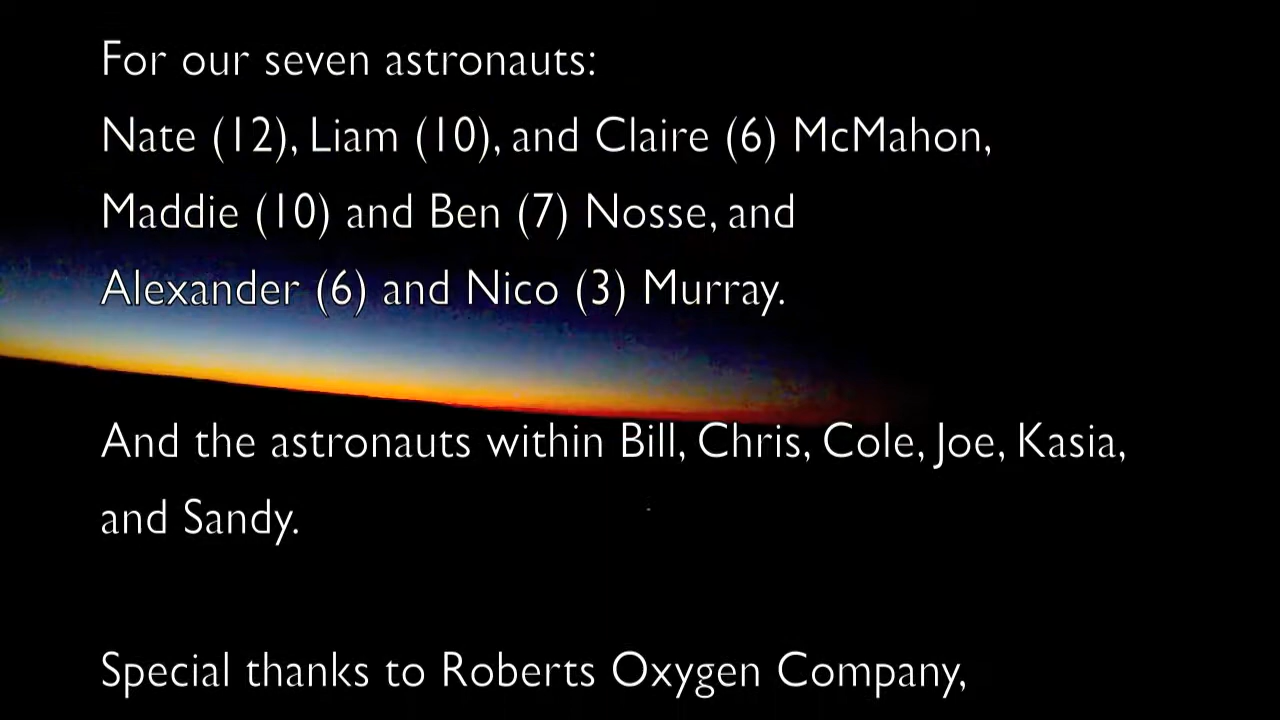 For our seven astronauts:
Nate (12), Liam (10), and Claire (6) McMahon,
Maddie (10) and Ben (7) Nosse, and
Alexander (6) and Nico (3) Murray.
And the astronauts within Bill, Chris, Cole, Joe, Kasia,
and Sandy.
Special thanks to Roberts Oxygen Company,